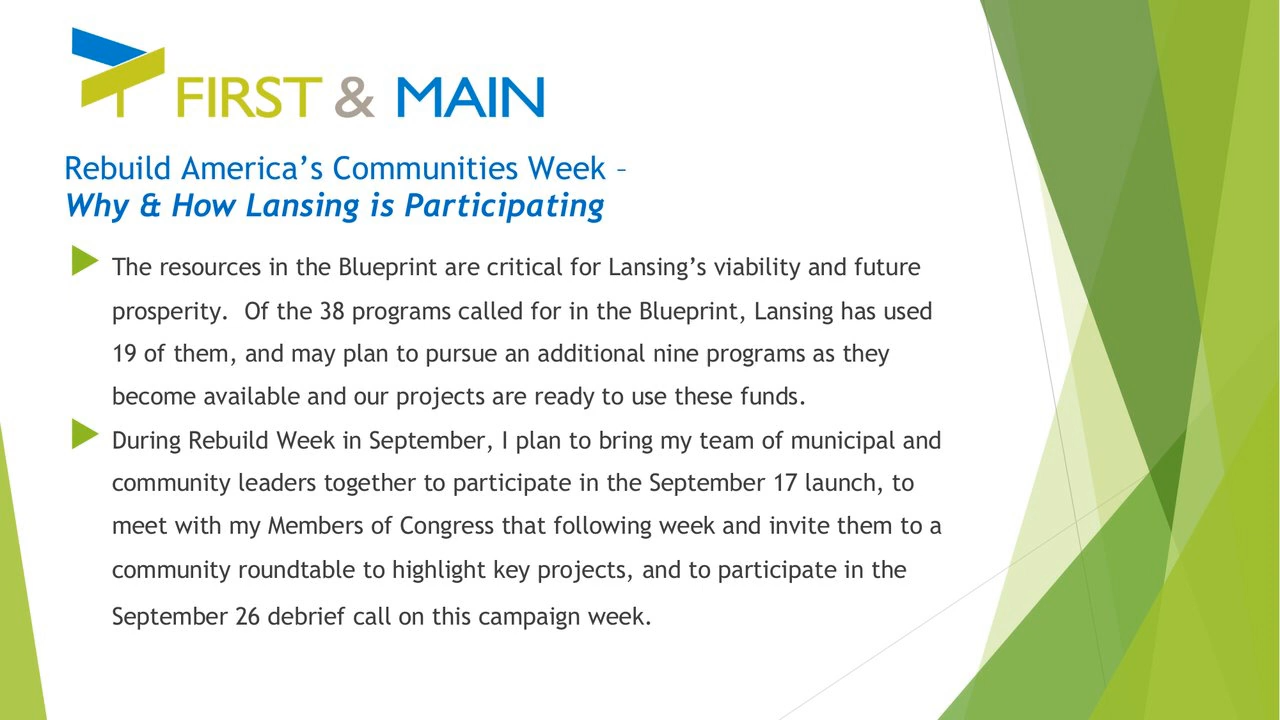 FIRST & MAIN
Rebuild America’s Communities Week –
Why & How Lansing is Participating
The resources in the Blueprint are critical for Lansing’s viability and future
prosperity.  Of the 38 programs called for in the Blueprint, Lansing has used
19 of them, and may plan to pursue an additional nine programs as they
become available and our projects are ready to use these funds.
During Rebuild Week in September, I plan to bring my team of municipal and
community leaders together to participate in the September 17 launch, to
meet with my Members of Congress that following week and invite them to a
community roundtable to highlight key projects, and to participate in the
September 26 debrief call on this campaign week.